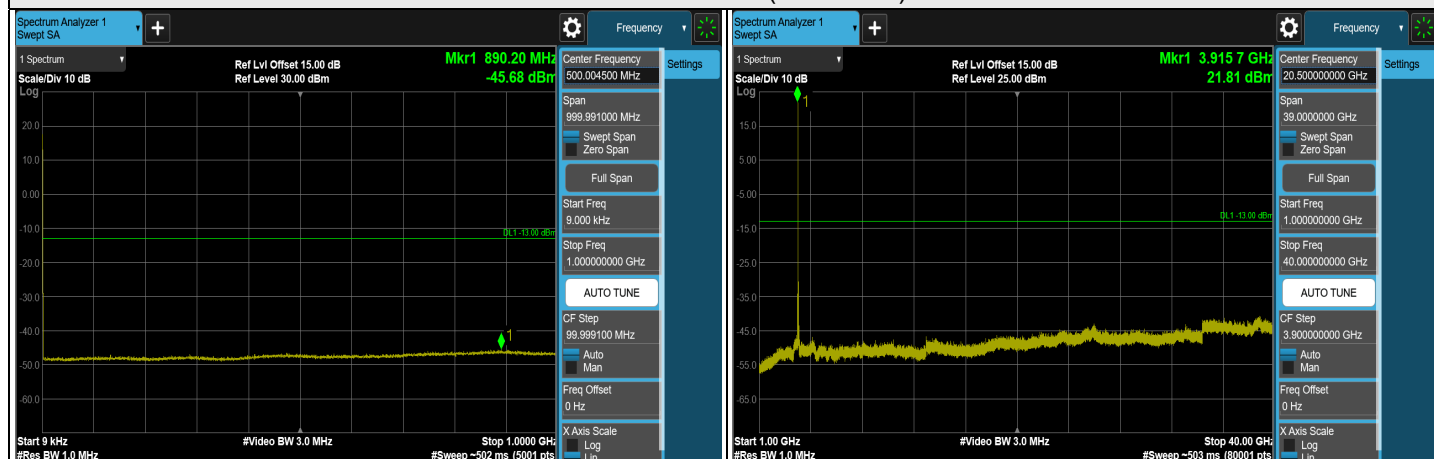 Spectrum Analyzer 1
Swept SA
+
Frequency
1 Spectrum
Scale/Div 10 dB
Log
Ref Lvl Offset 15.00 dB
Ref Level 30.00 dBm
Mkr1 890.20 MHz
-45.68 dBm
Settings
20.0
10.0
0.00
-10.0
-20.0
-30.0
-40.0
-50.0
-60.0
DL1 -13.00 dBm
1
Start 9 kHz
#Res BW 1.0 MHz
#Video BW 3.0 MHz
Stop 1.0000 GHz
#Sweep ~502 ms (5001 pts
Center Frequency
500.004500 MHz
Span
999.991000 MHz
Swept Span
Zero Span
Full Span
Start Freq
9.000 kHz
Stop Freq
1.000000000 GHz
AUTO TUNE
CF Step
99.999100 MHz
Auto
Man
Freq Offset
0 Hz
X Axis Scale
Log
Lin
Spectrum Analyzer 1
Swept SA
+
Frequency
1 Spectrum
Scale/Div 10 dB
Log
Ref Lvl Offset 15.00 dB
Ref Level 25.00 dBm
Mkr1 3.915 7 GHz
21.81 dBm
Settings
1
15.0
5.00
-5.00
-15.0
-25.0
-35.0
-45.0
-55.0
-65.0
DL1 -13.00 dBm
Start 1.00 GHz
#Res BW 1.0 MHz
#Video BW 3.0 MHz
Stop 40.00 GHz
#Sweep ~503 ms (80001 pts
Center Frequency
20.500000000 GHz
Span
39.0000000 GHz
Swept Span
Zero Span
Full Span
Start Freq
1.000000000 GHz
Stop Freq
40.000000000 GHz
AUTO TUNE
CF Step
3.900000000 GHz
Auto
Man
Freq Offset
0 Hz
X Axis Scale
Log
Lin